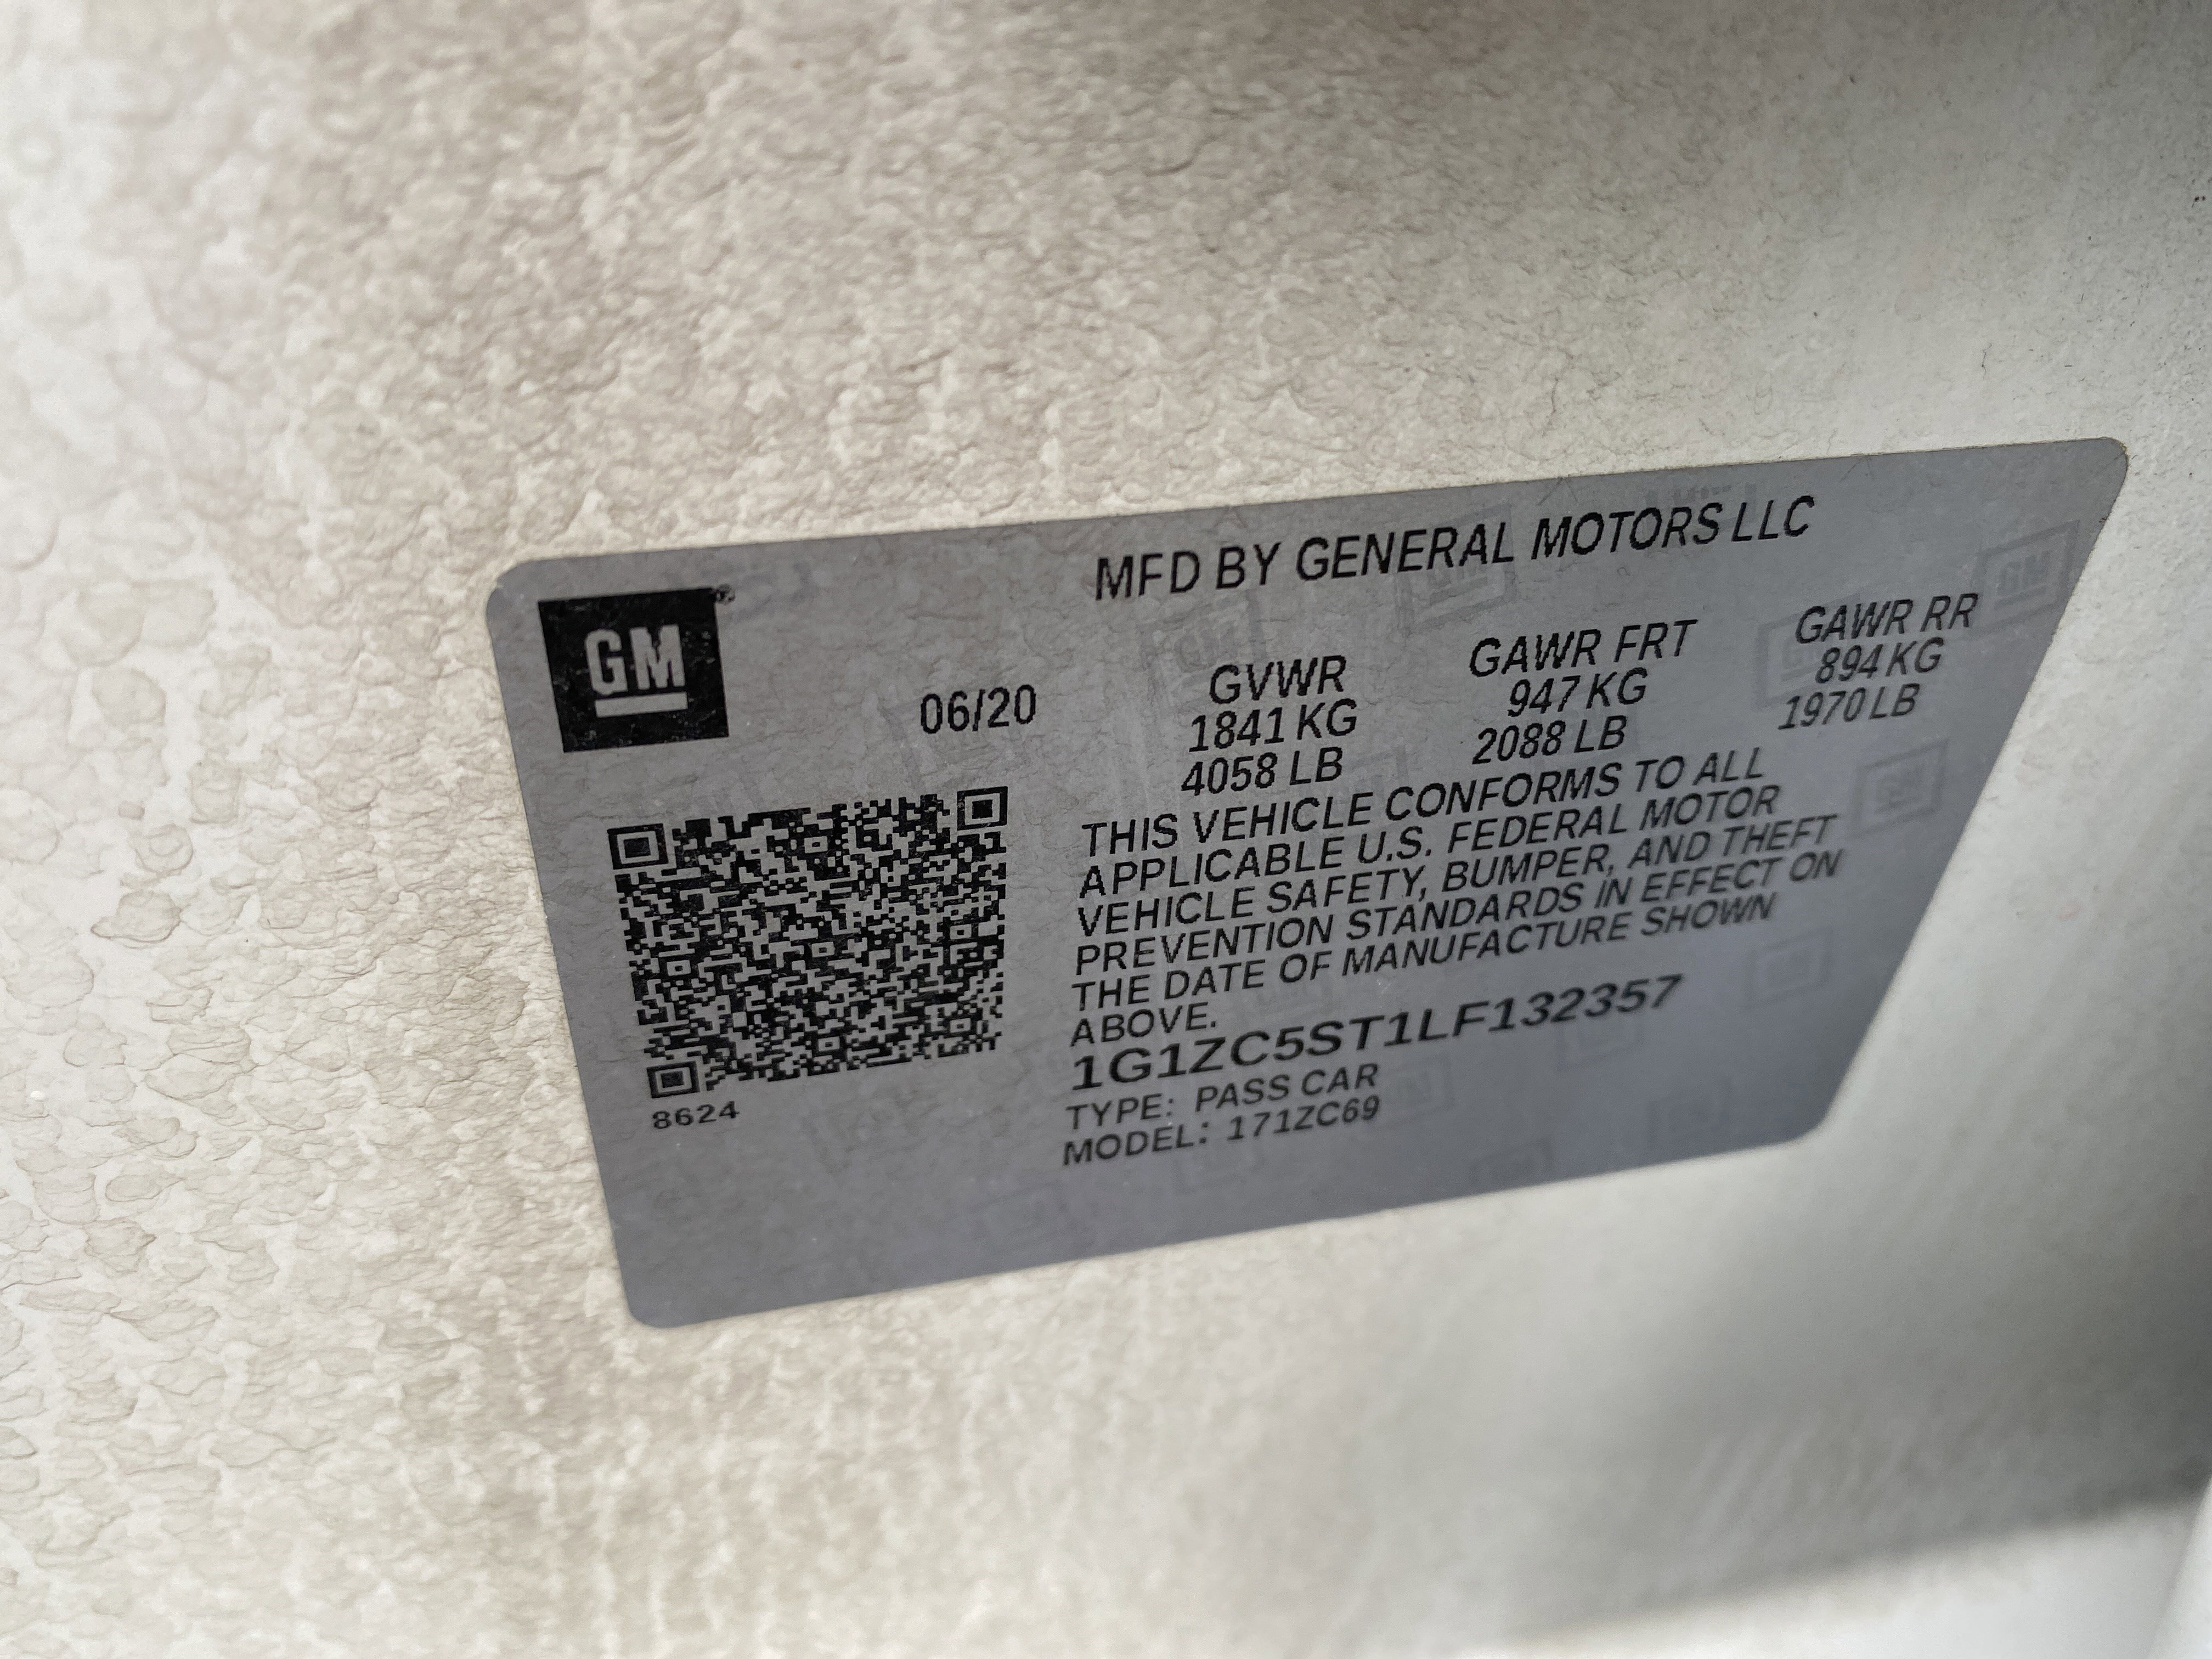 MFD BY GENERAL MOTORS LLC
GM
06/20
GVWR
1841 KG
4058 LB
GAWR FRT
947 KG
2088 LB
GAWR RR
894 KG
1970 LB
THIS VEHICLE CONFORMS TO ALL
APPLICABLE U.S. FEDERAL MOTOR
VEHICLE SAFETY, BUMPER, AND THEFT
PREVENTION STANDARDS IN EFFECT ON
THE DATE OF MANUFACTURE SHOWN
ABOVE.
1G1ZC5ST1LF132357
TYPE: PASS CAR
MODEL: 171ZC69
8624